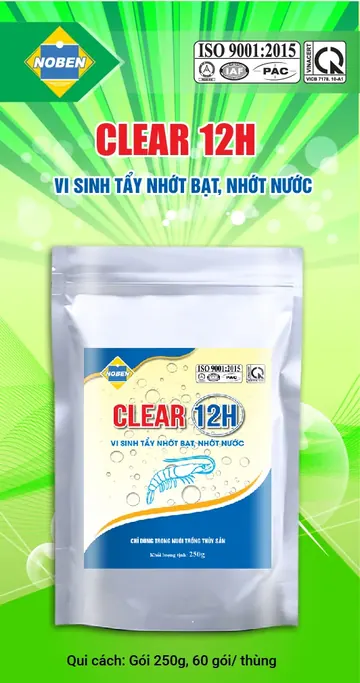 NOBEN
ISO 9001:2015
IAF
PAC
VINACERT
VICB 7178. 10-A1
CLEAR 12H
VI SINH TẨY NHỚT BẠT, NHỚT NƯỚC
NOBEN
ISO 9001:2015
PAC
CLEAR 12H
VI SINH TẨY NHỚT BẠT, NHỚT NƯỚC
CHỈ DÙNG TRONG NUÔI TRỒNG THỦY SẢN
Khối lượng tịnh: 250g
Qui cách: Gói 250g, 60 gói/ thùng